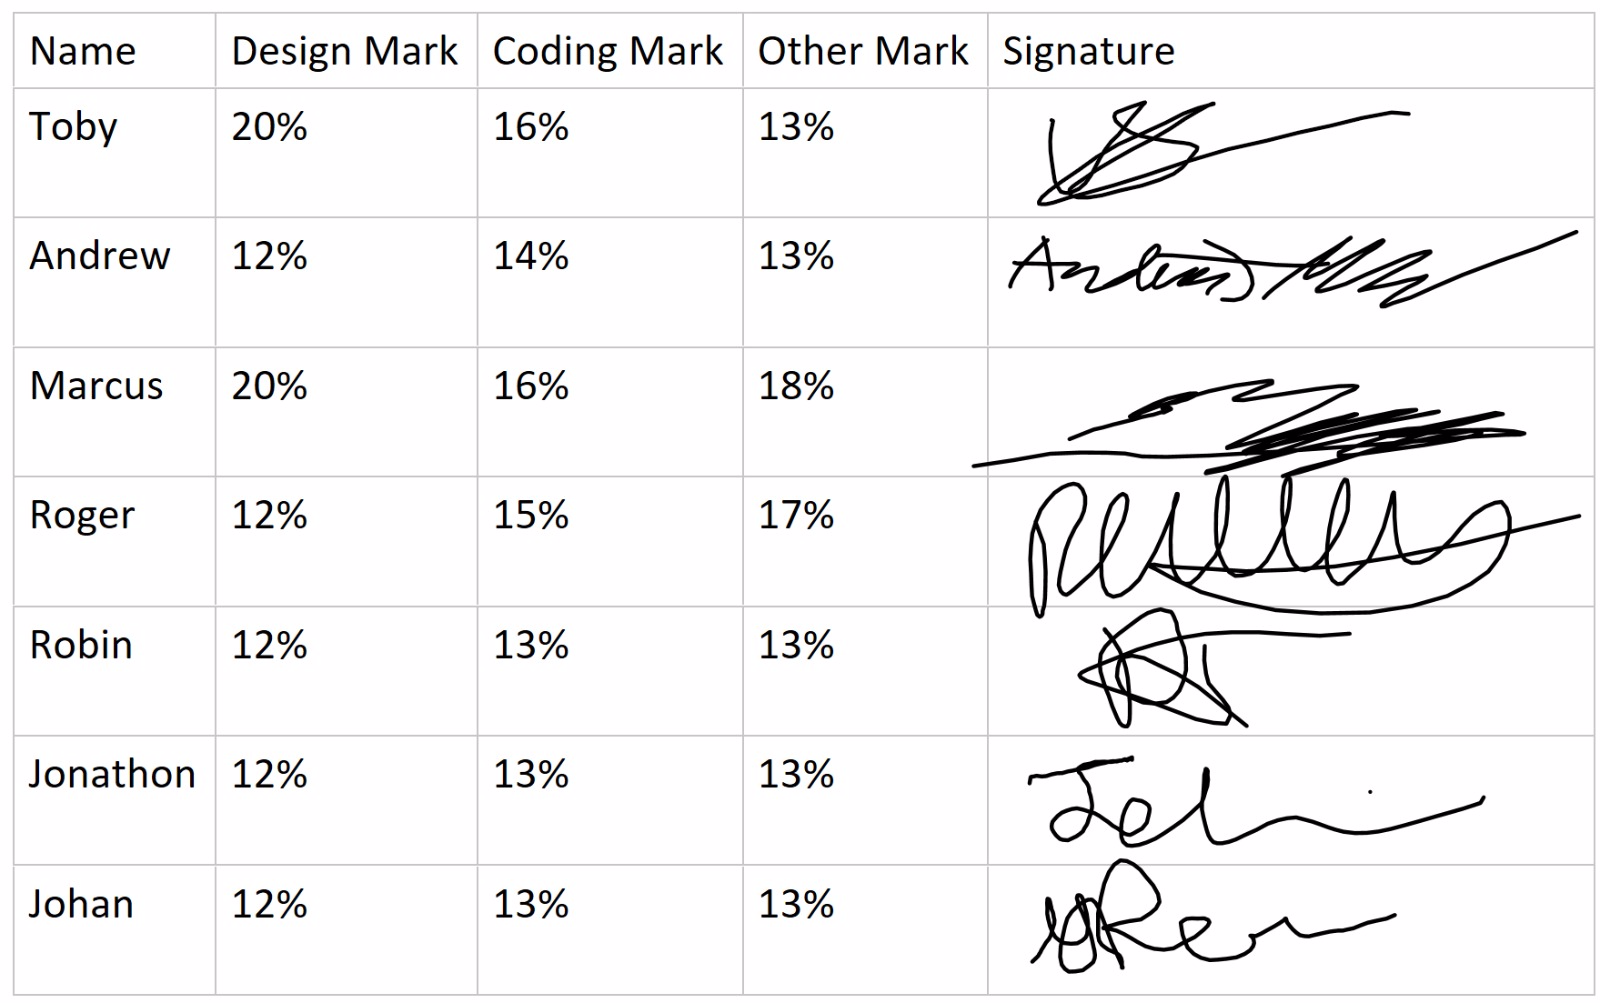 Name Design Mark Coding Mark Other Mark Signature
Toby 20% 16% 13%
Andrew 12% 14% 13%
Marcus 20% 16% 18%
Roger 12% 15% 17%
Robin 12% 13% 13%
Jonathon 12% 13% 13%
Johan 12% 13% 13%